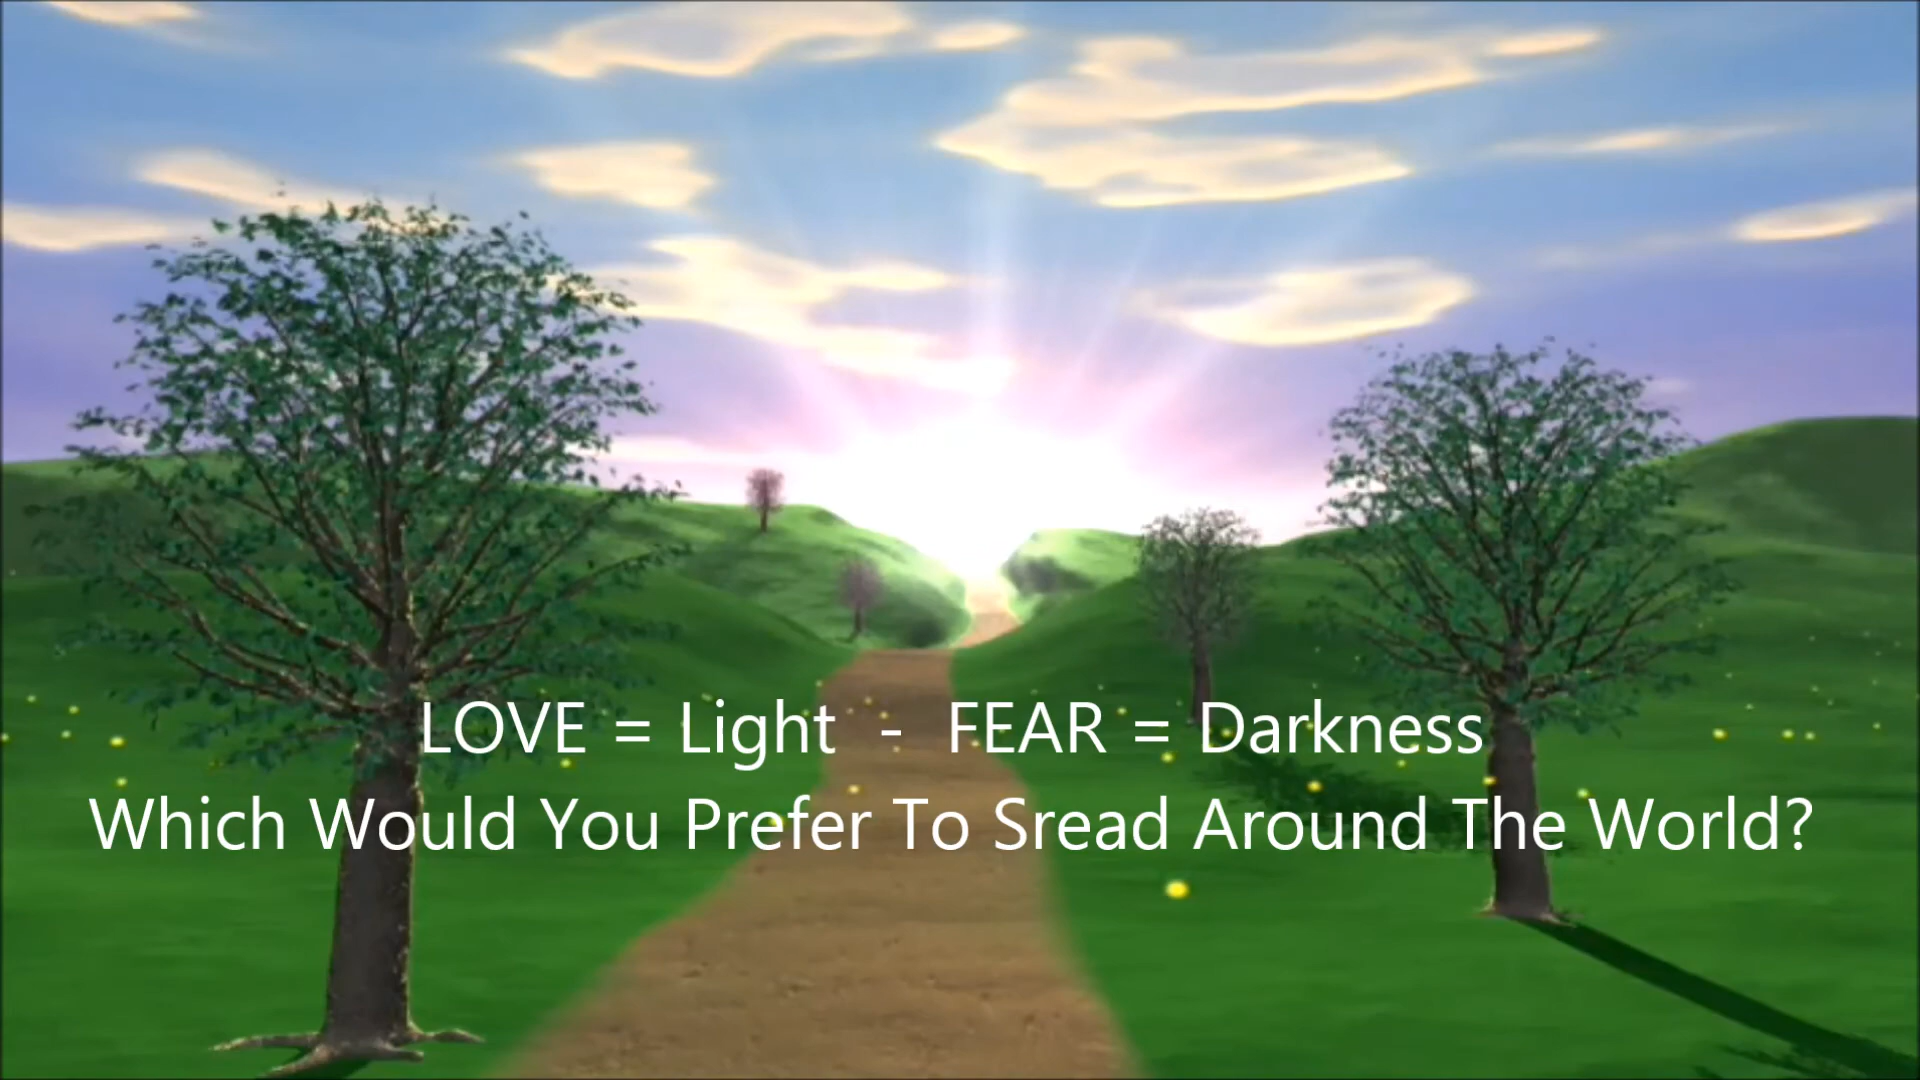 LOVE = Light  -  FEAR = Darkness
Which Would You Prefer To Sread Around The World?